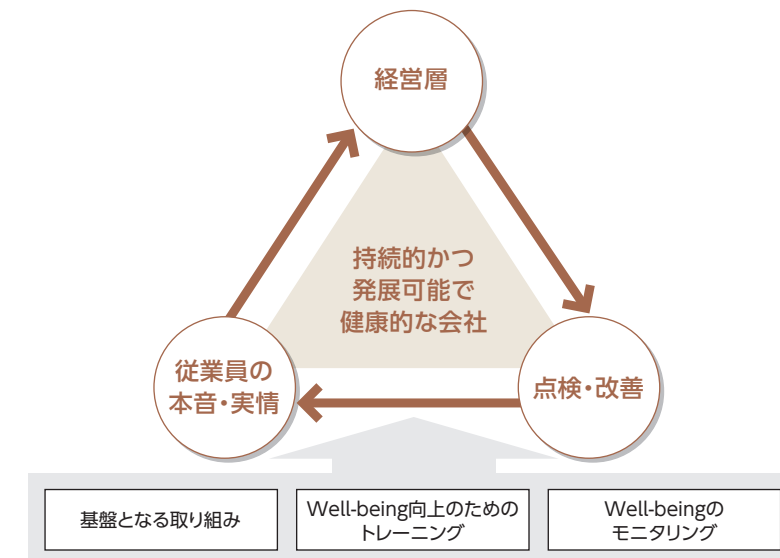 経営層
持続的かつ
発展可能で
健康的な会社
従業員の
本音・実情
点検・改善
基盤となる取り組み
Well-being向上のための
トレーニング
Well-beingの
モニタリング